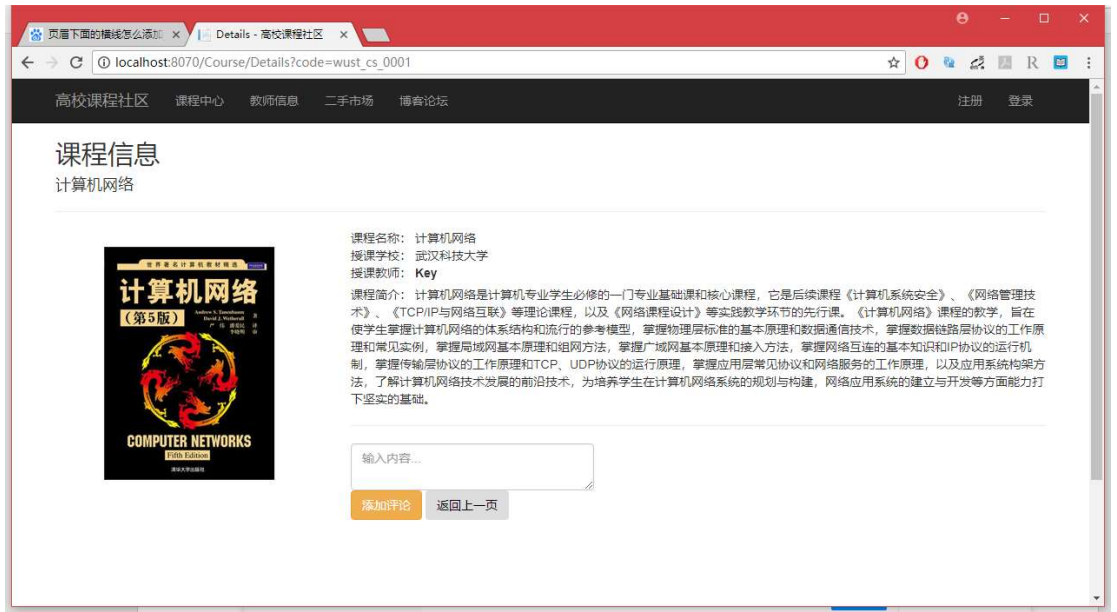 页眉下面的横线怎么添加
Details - 高校课程社区
localhost:8070/Course/Details?code=wust_cs_0001
高校课程社区 课程中心 教师信息 二手市场 博客论坛 注册 登录
课程信息
计算机网络
世界著名计算机教材精选
计算机网络
(第5版)
Andrew S. Tanenbaum
David J. Wetherall 著
严伟 潘爱民 译
COMPUTER NETWORKS
Fifth Edition
清华大学出版社
课程名称: 计算机网络
授课学校: 武汉科技大学
授课教师: Key
课程简介: 计算机网络是计算机专业学生必修的一门专业基础课和核心课程，它是后续课程《计算机系统安全》、《网络管理技
术》、《TCP/IP与网络互联》等理论课程，以及《网络课程设计》等实践教学环节的先行课。《计算机网络》课程的教学，旨在
使学生掌握计算机网络的体系结构和流行的参考模型，掌握物理层标准的基本原理和数据通信技术，掌握数据链路层协议的工作原
理和常见实例，掌握局域网基本原理和组网方法，掌握广域网基本原理和接入方法，掌握网络互连的基本知识和IP协议的运行机
制，掌握传输层协议的工作原理和TCP、UDP协议的运行原理，掌握应用层常见协议和网络服务的工作原理，以及应用系统构架方
法，了解计算机网络技术发展的前沿技术，为培养学生在计算机网络系统的规划与构建，网络应用系统的建立与开发等方面能力打
下坚实的基础。
输入内容...
添加评论 返回上一页